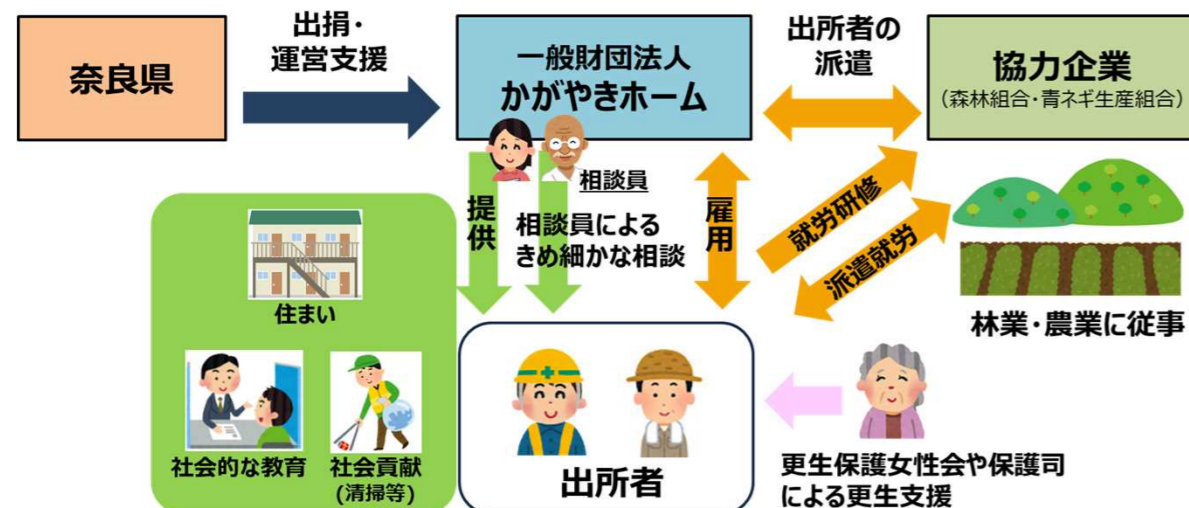 奈良県
出捐・
運営支援
一般財団法人
かがやきホーム
出所者の
派遣
協力企業
(森林組合・青ネギ生産組合)
相談員
提供
相談員による
きめ細かな相談
雇用
就労研修
派遣就労
林業・農業に従事
住まい
社会的な教育
社会貢献
(清掃等)
出所者
更生保護女性会や保護司
による更生支援